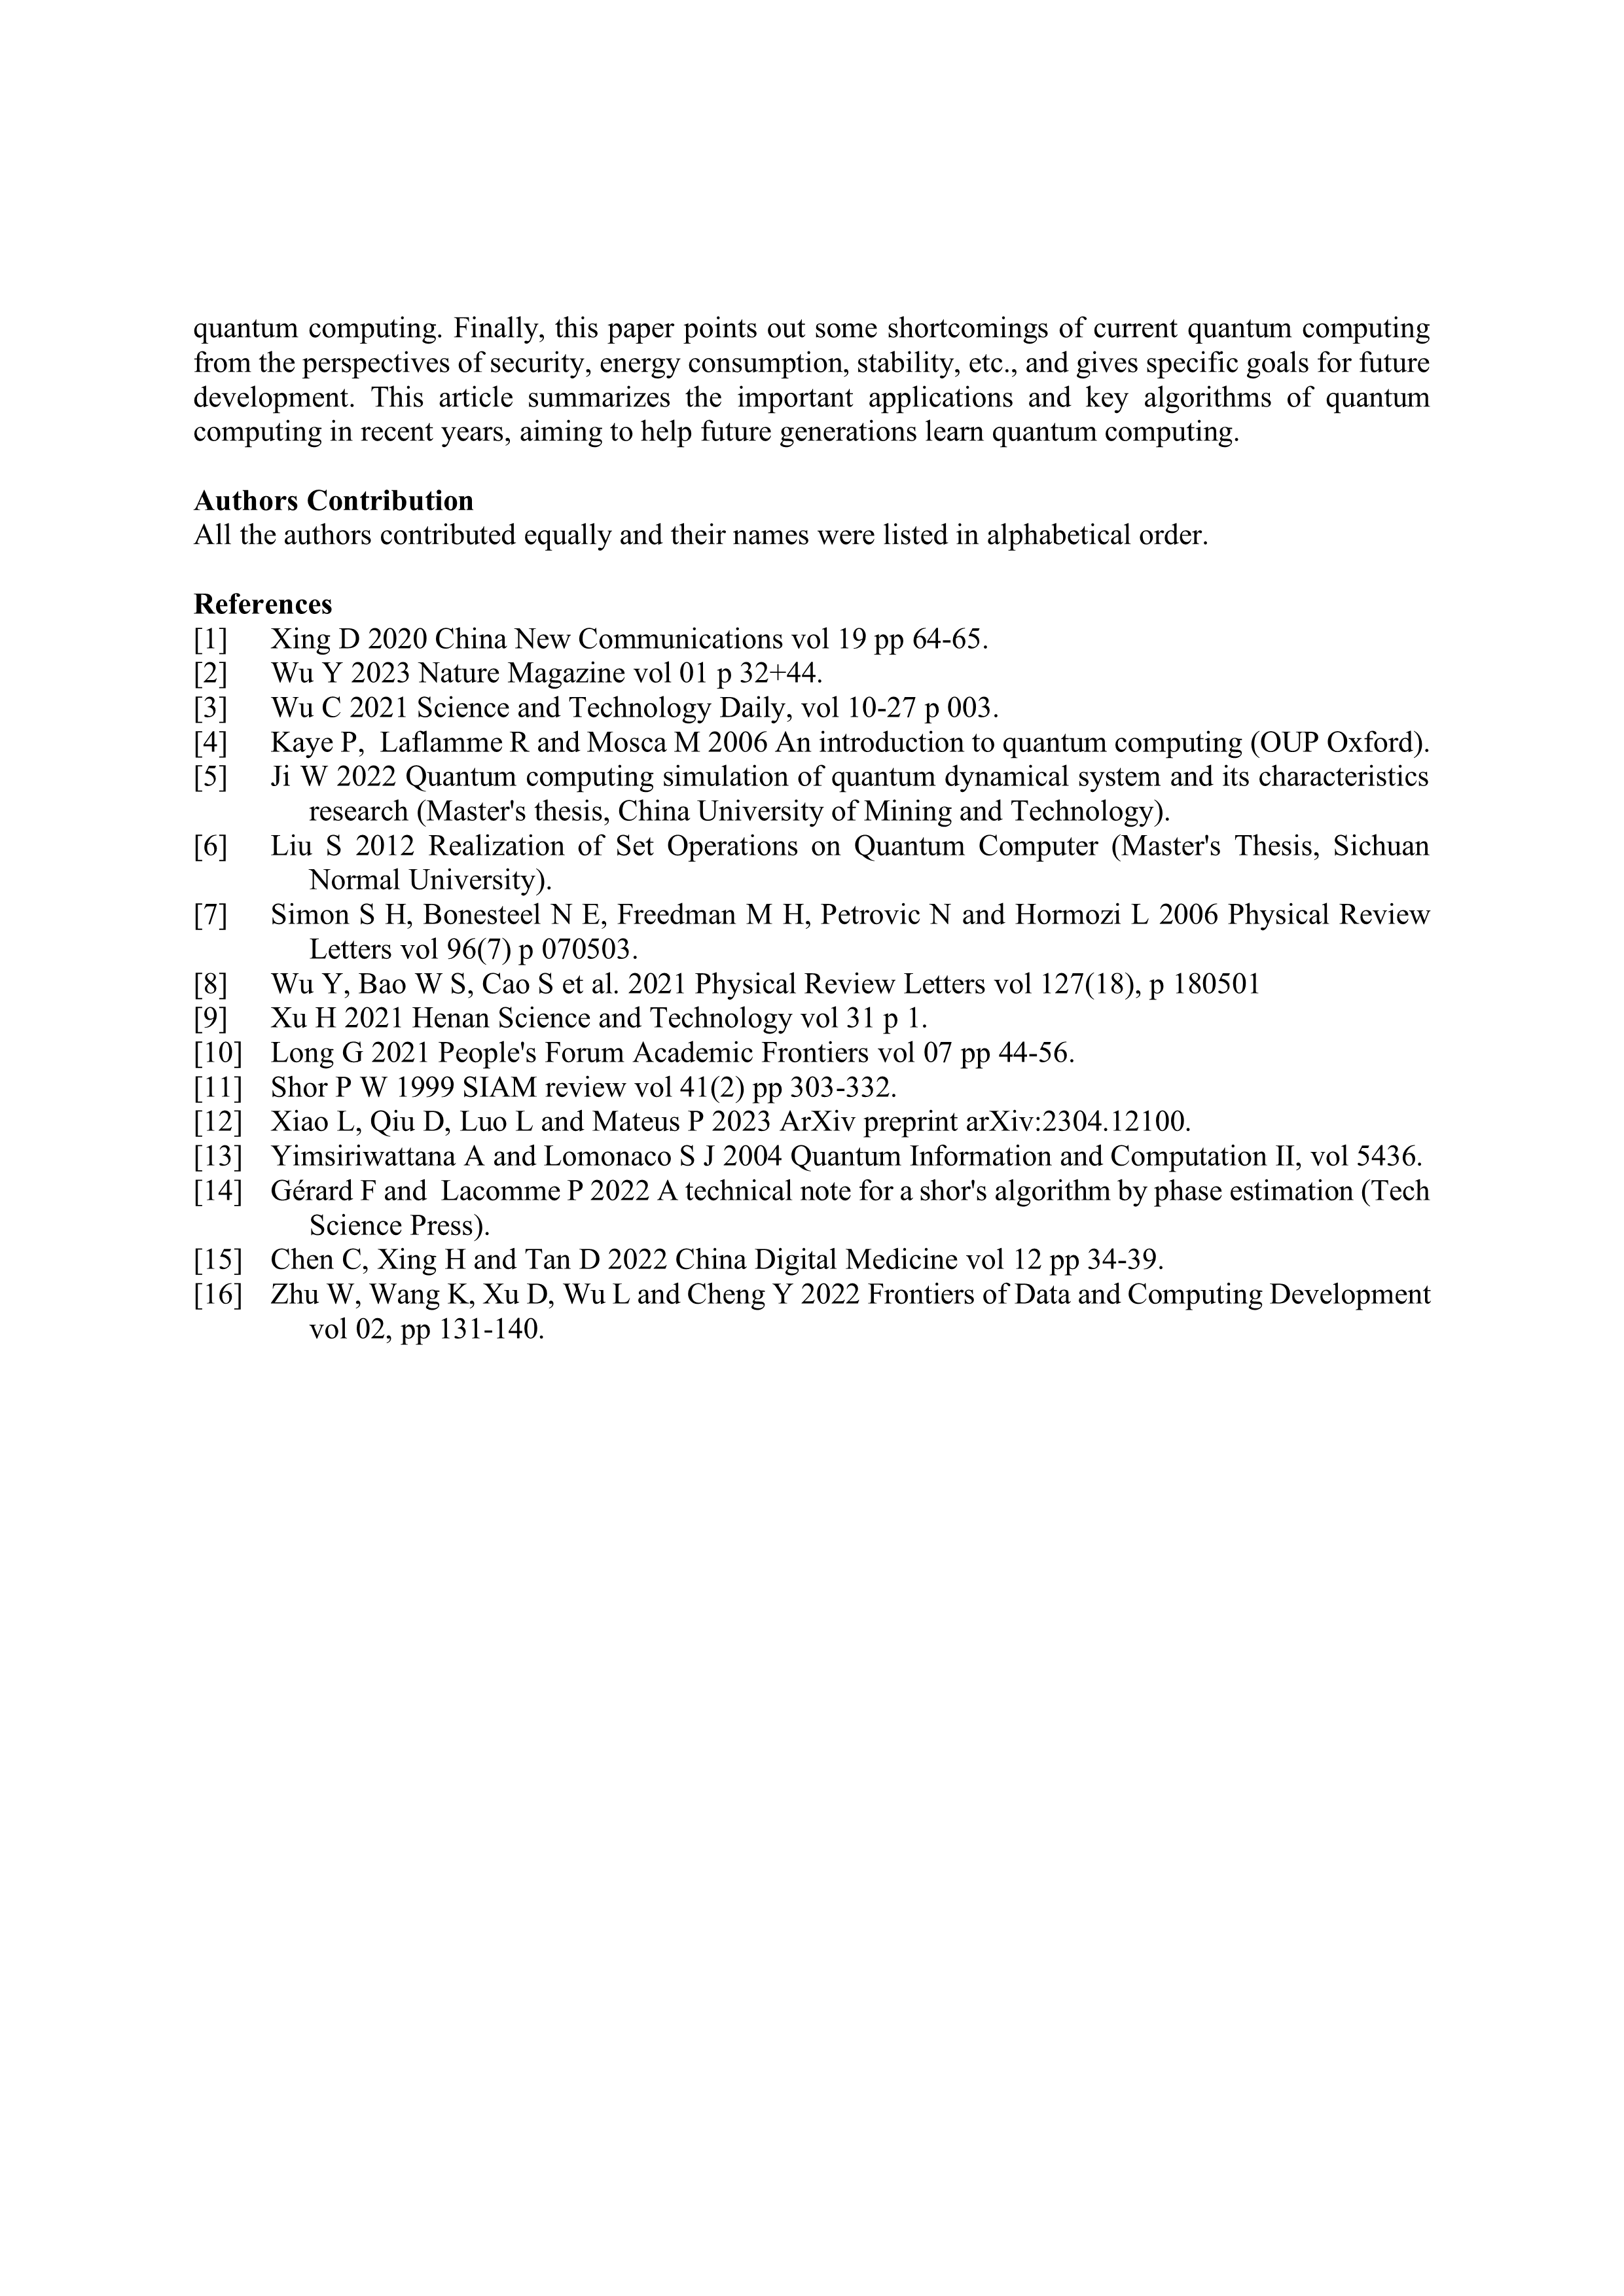 quantum computing. Finally, this paper points out some shortcomings of current quantum computing
from the perspectives of security, energy consumption, stability, etc., and gives specific goals for future
development. This article summarizes the important applications and key algorithms of quantum
computing in recent years, aiming to help future generations learn quantum computing.
Authors Contribution
All the authors contributed equally and their names were listed in alphabetical order.
References
[1] Xing D 2020 China New Communications vol 19 pp 64-65.
[2] Wu Y 2023 Nature Magazine vol 01 p 32+44.
[3] Wu C 2021 Science and Technology Daily, vol 10-27 p 003.
[4] Kaye P, Laflamme R and Mosca M 2006 An introduction to quantum computing (OUP Oxford).
[5] Ji W 2022 Quantum computing simulation of quantum dynamical system and its characteristics
research (Master's thesis, China University of Mining and Technology).
[6] Liu S 2012 Realization of Set Operations on Quantum Computer (Master's Thesis, Sichuan
Normal University).
[7] Simon S H, Bonesteel N E, Freedman M H, Petrovic N and Hormozi L 2006 Physical Review
Letters vol 96(7) p 070503.
[8] Wu Y, Bao W S, Cao S et al. 2021 Physical Review Letters vol 127(18), p 180501
[9] Xu H 2021 Henan Science and Technology vol 31 p 1.
[10] Long G 2021 People's Forum Academic Frontiers vol 07 pp 44-56.
[11] Shor P W 1999 SIAM review vol 41(2) pp 303-332.
[12] Xiao L, Qiu D, Luo L and Mateus P 2023 ArXiv preprint arXiv:2304.12100.
[13] Yimsiriwattana A and Lomonaco S J 2004 Quantum Information and Computation II, vol 5436.
[14] Gérard F and Lacomme P 2022 A technical note for a shor's algorithm by phase estimation (Tech
Science Press).
[15] Chen C, Xing H and Tan D 2022 China Digital Medicine vol 12 pp 34-39.
[16] Zhu W, Wang K, Xu D, Wu L and Cheng Y 2022 Frontiers of Data and Computing Development
vol 02, pp 131-140.